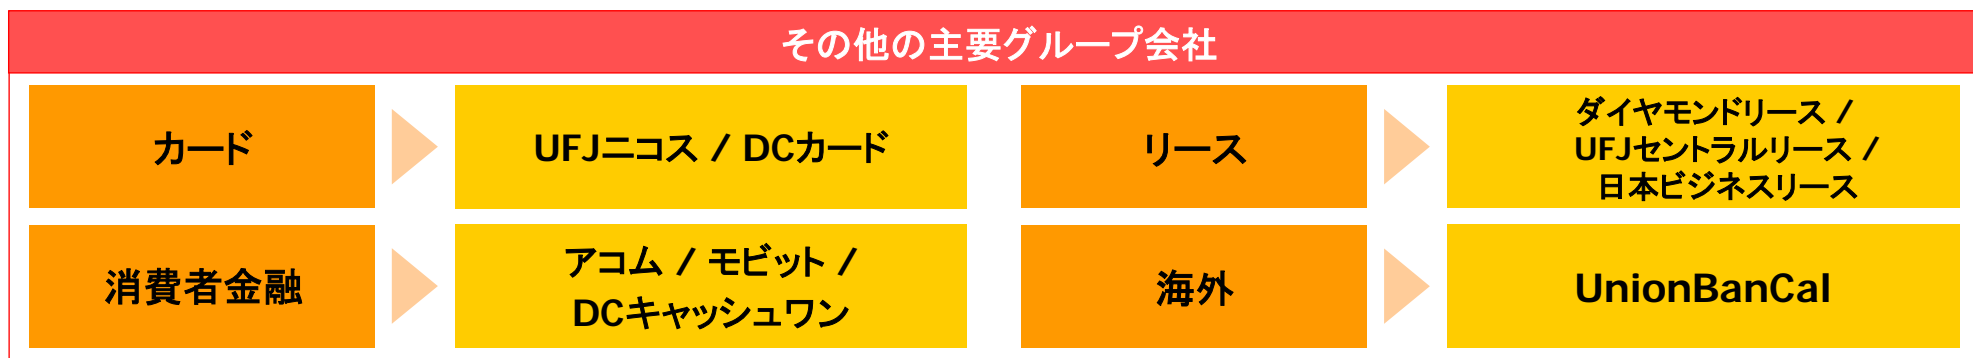 その他の主要グループ会社
カード
UFJニコス / DCカード
リース
ダイヤモンドリース /
UFJセントラルリース /
日本ビジネスリース
消費者金融
アコム / モビット /
DCキャッシュワン
海外
UnionBanCal